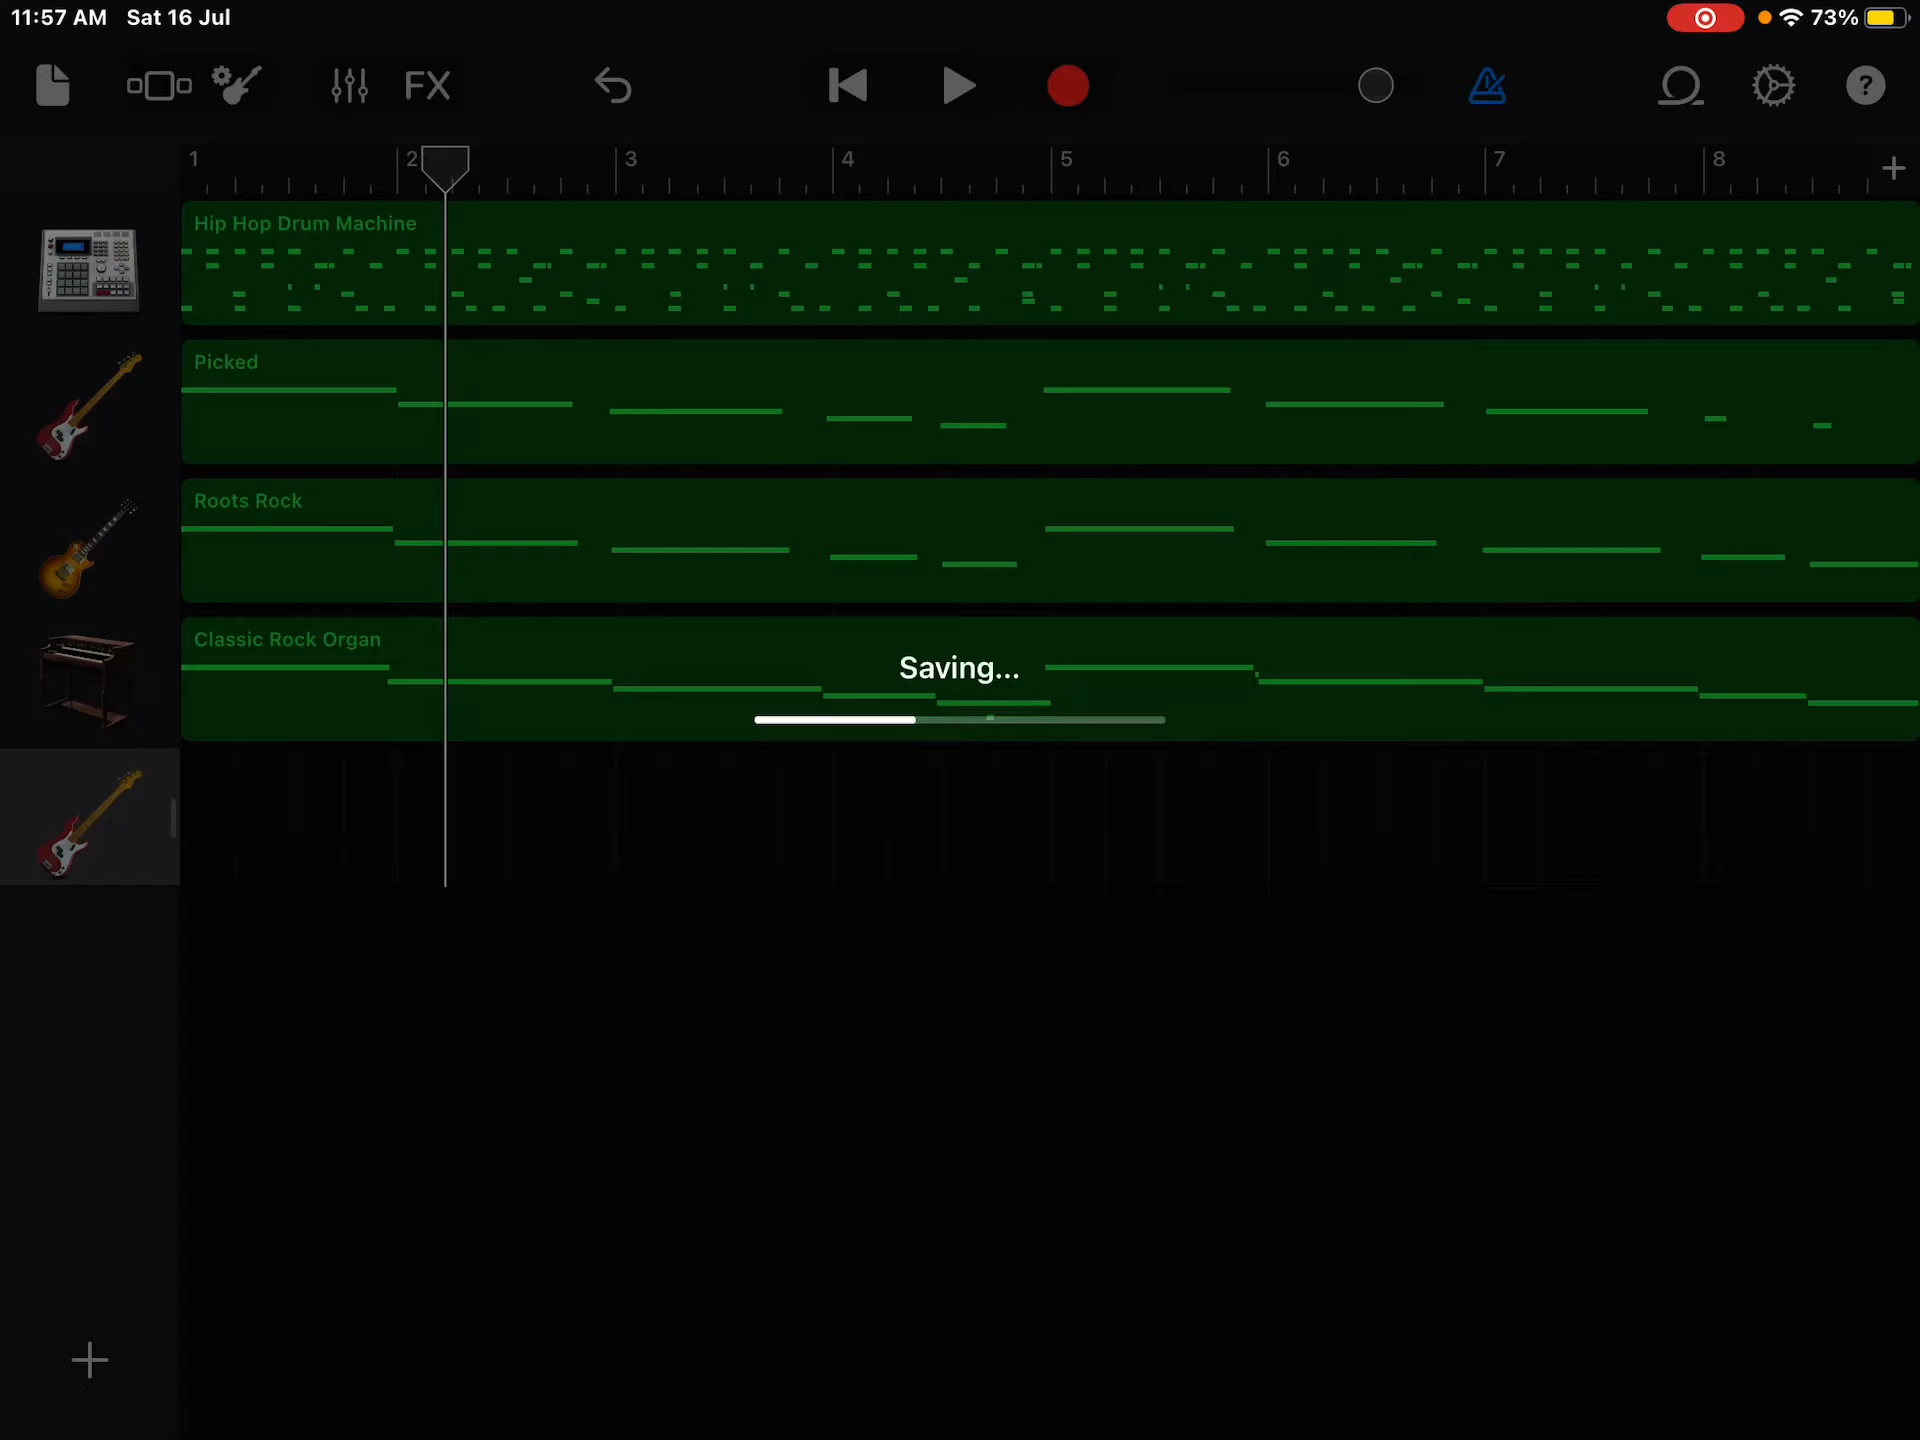 11:57 AM Sat 16 Jul
73%
FX
?
1 2 3 4 5 6 7 8
Hip Hop Drum Machine
Picked
Roots Rock
Classic Rock Organ
Saving...